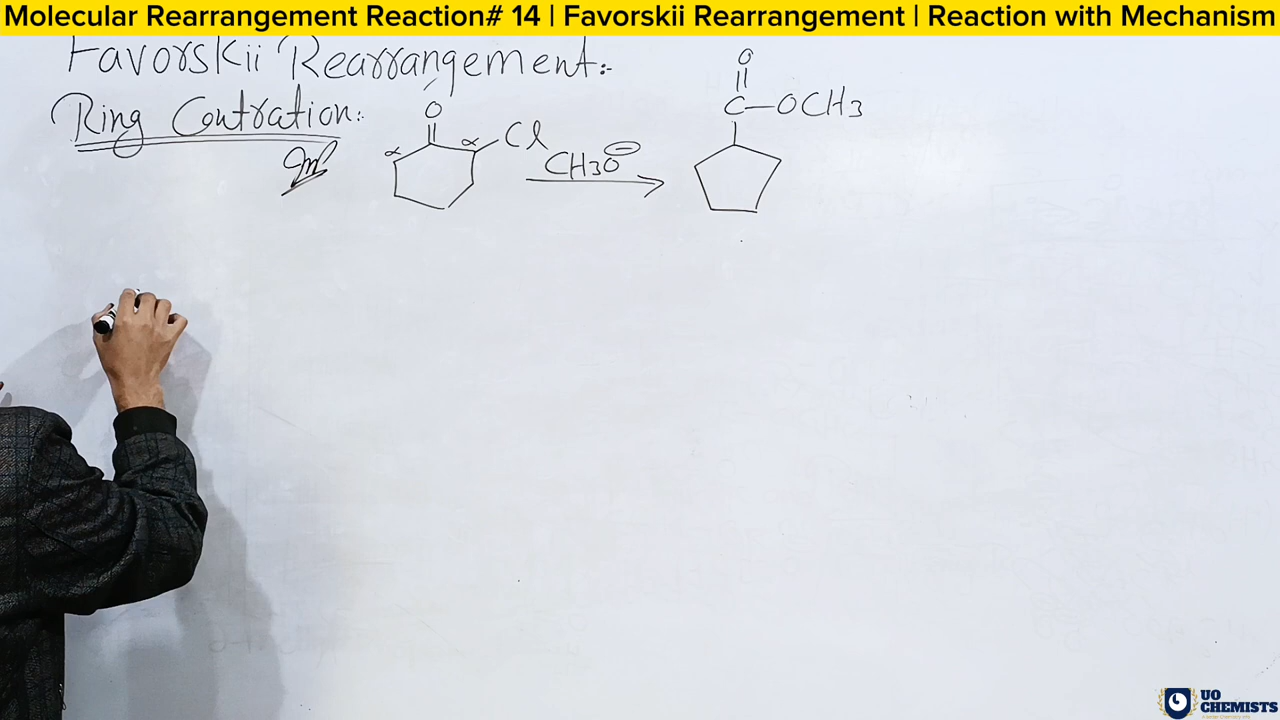 Molecular Rearrangement Reaction# 14 | Favorskii Rearrangement | Reaction with Mechanism
Favorskii Rearrangement:-
Ring Contration:
O
α
α
Cl
CH3O⊖
O
C—OCH3
UO
CHEMISTS